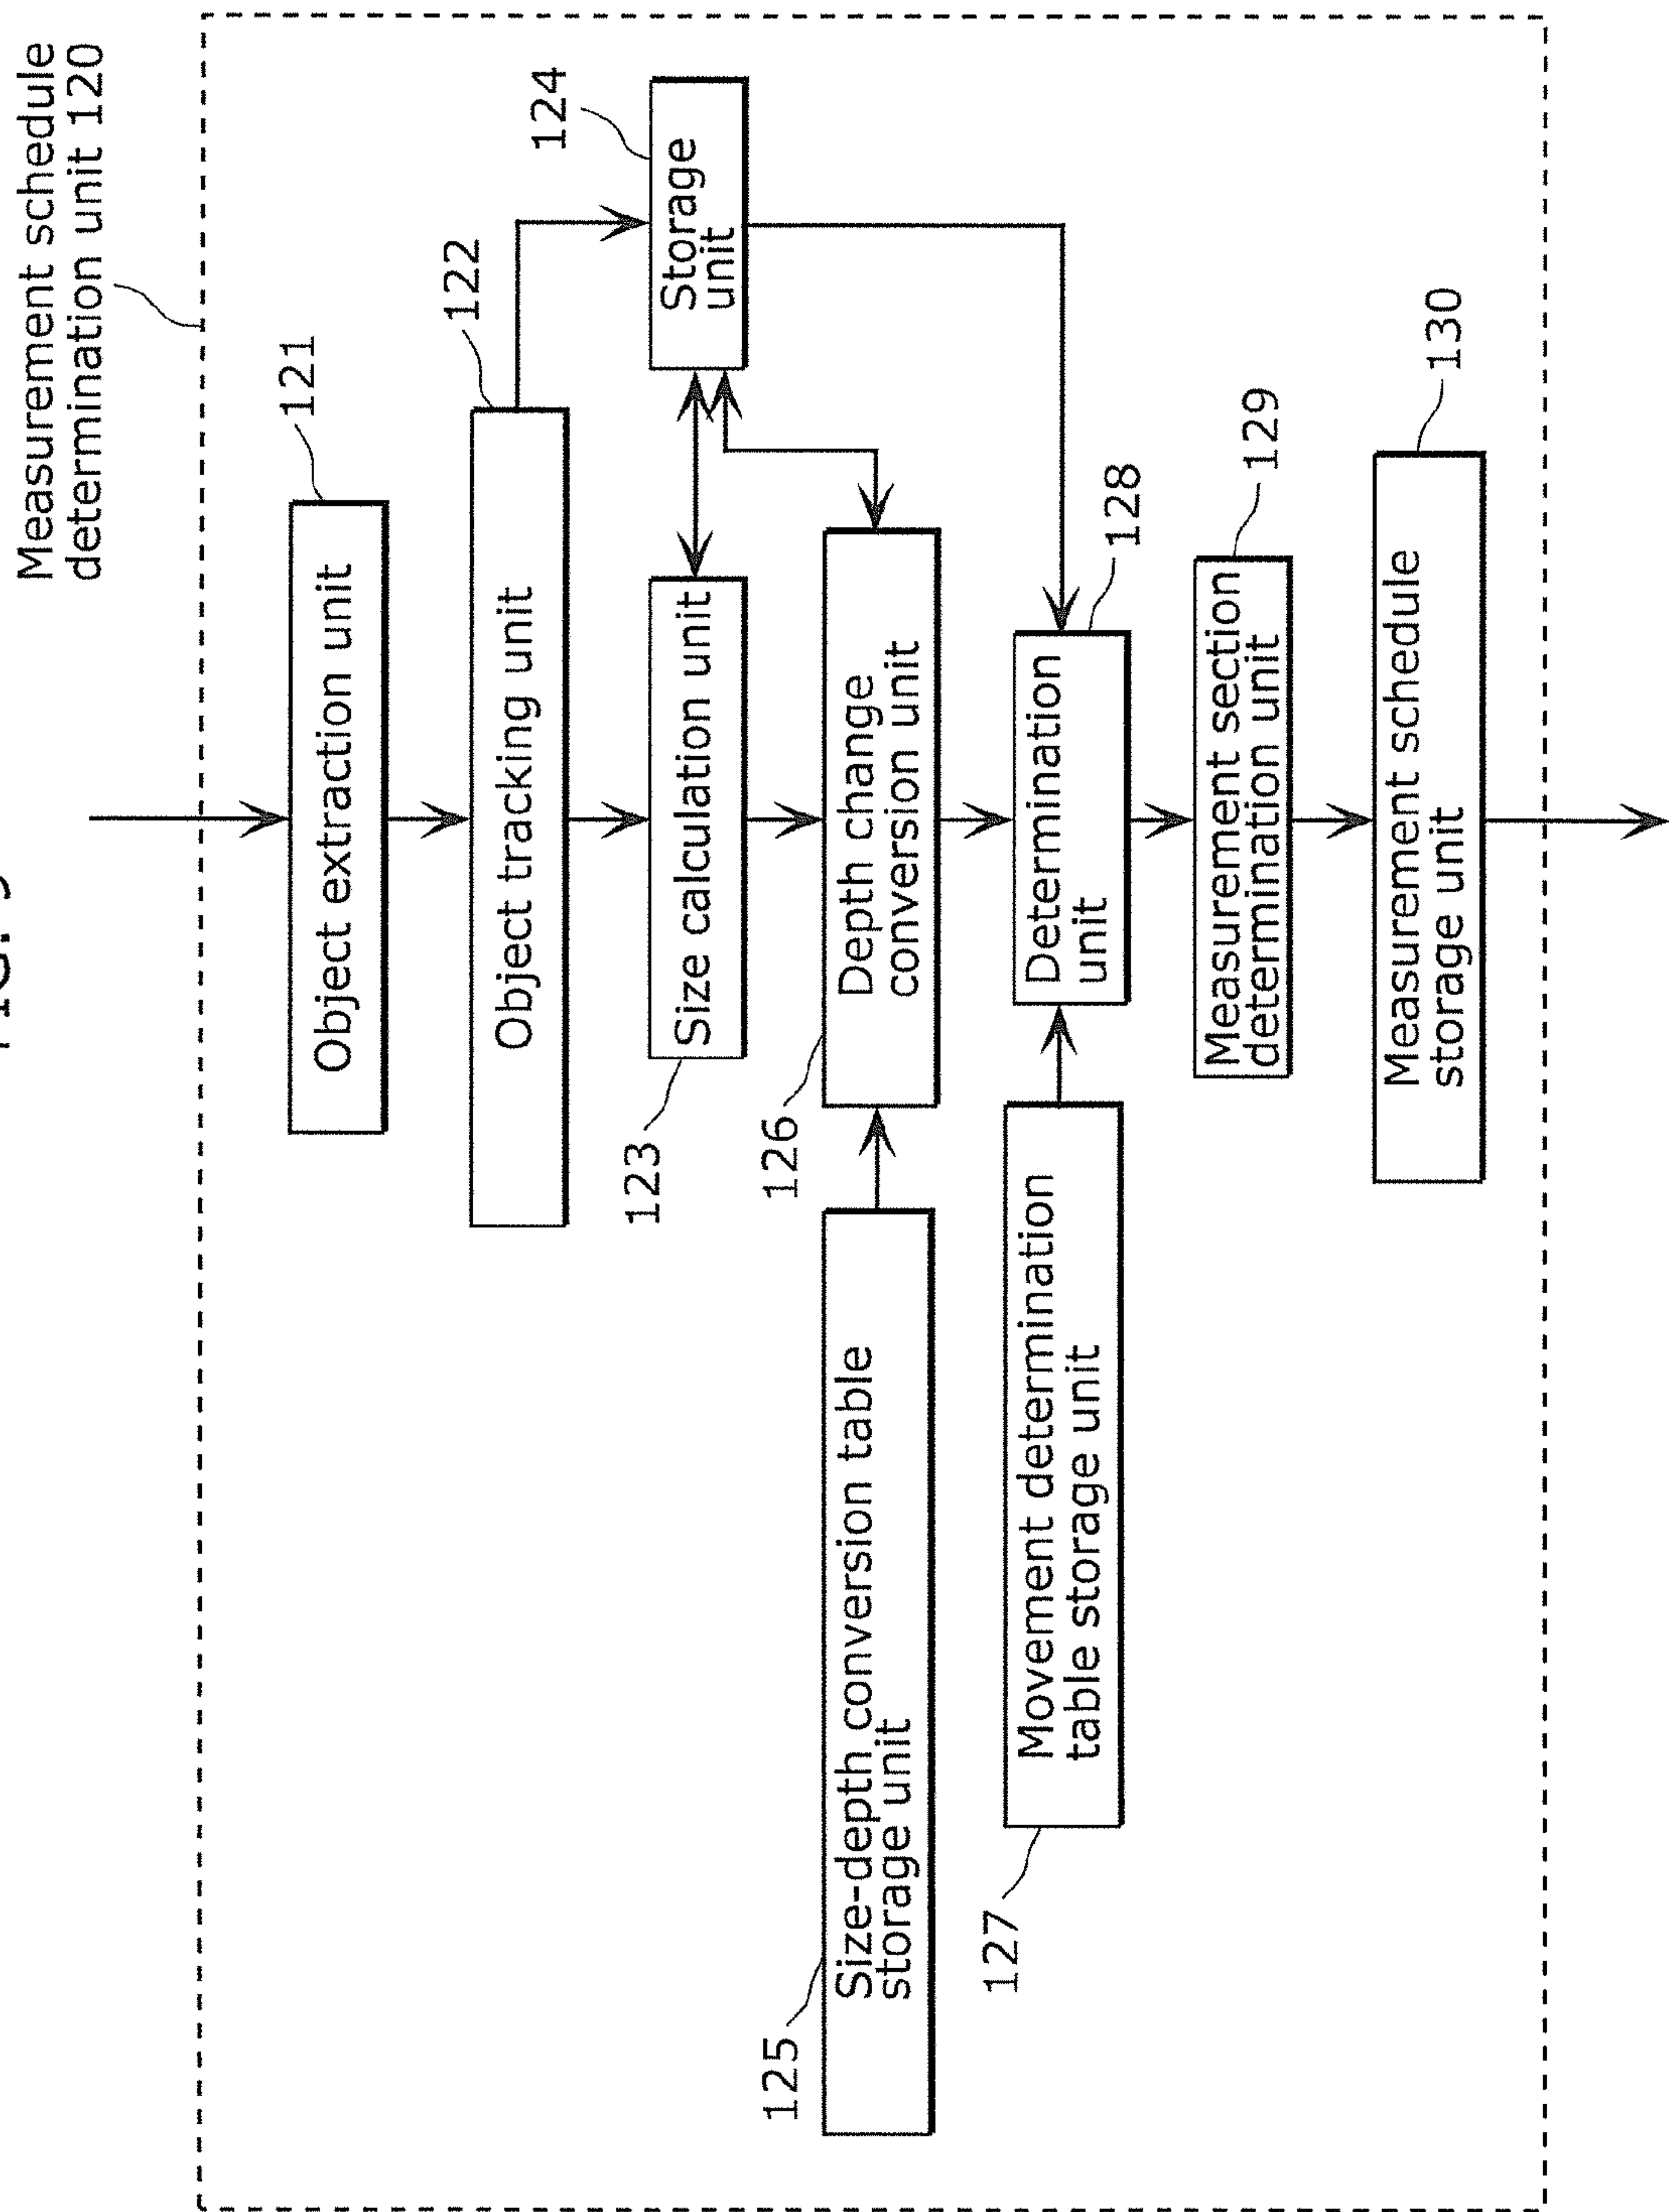 Measurement schedule
determination unit 120
121
Object extraction unit
122
Object tracking unit
124
Storage
unit
123
Size calculation unit
126
Depth change
conversion unit
125
Size-depth conversion table
storage unit
128
Determination
unit
127
Movement determination
table storage unit
129
Measurement section
determination unit
130
Measurement schedule
storage unit